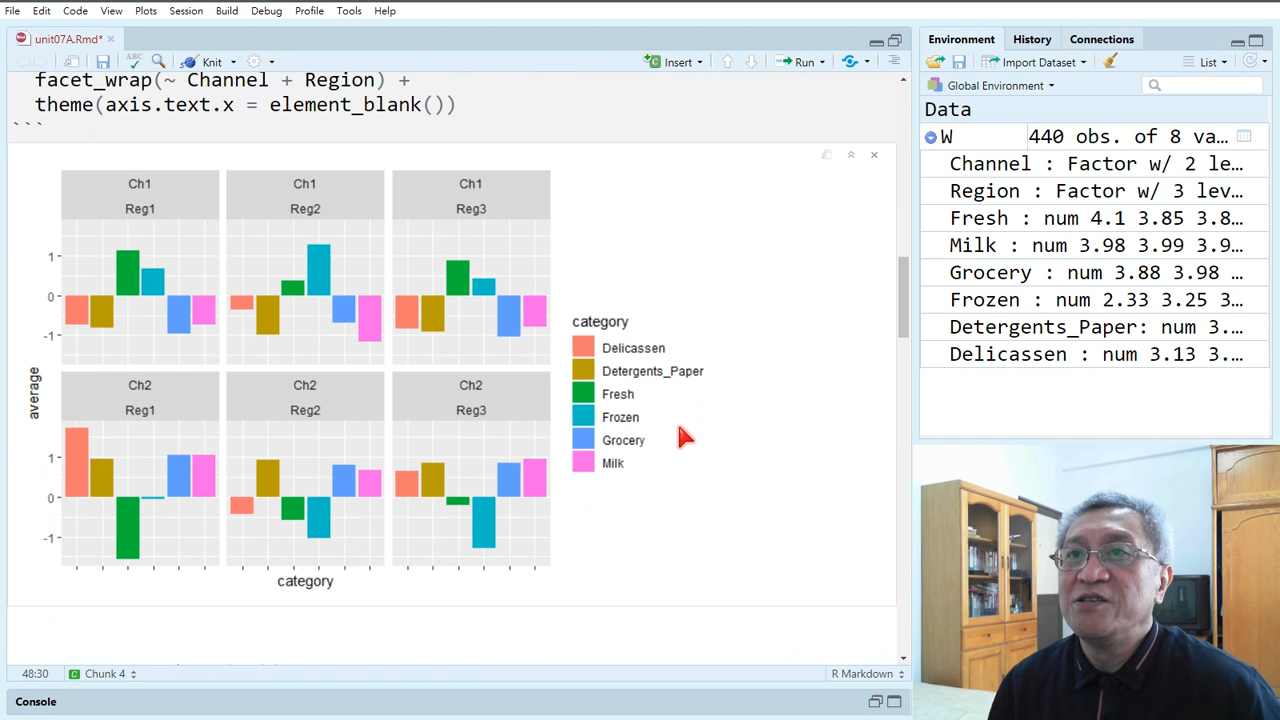 File Edit Code View Plots Session Build Debug Profile Tools Help
unit07A.Rmd*
ABC Knit Insert Run
facet_wrap(~ Channel + Region) +
theme(axis.text.x = element_blank())
```
Ch1 Ch1 Ch1
Reg1 Reg2 Reg3
1
0
-1
Ch2 Ch2 Ch2
Reg1 Reg2 Reg3
1
0
-1
average
category
category
Delicassen
Detergents_Paper
Fresh
Frozen
Grocery
Milk
48:30 Chunk 4 R Markdown
Console
Environment History Connections
Import Dataset List
Global Environment
Data
W 440 obs. of 8 va…
Channel : Factor w/ 2 le…
Region : Factor w/ 3 lev…
Fresh : num 4.1 3.85 3.8…
Milk : num 3.98 3.99 3.9…
Grocery : num 3.88 3.98 …
Frozen : num 2.33 3.25 3…
Detergents_Paper: num 3.…
Delicassen : num 3.13 3.…